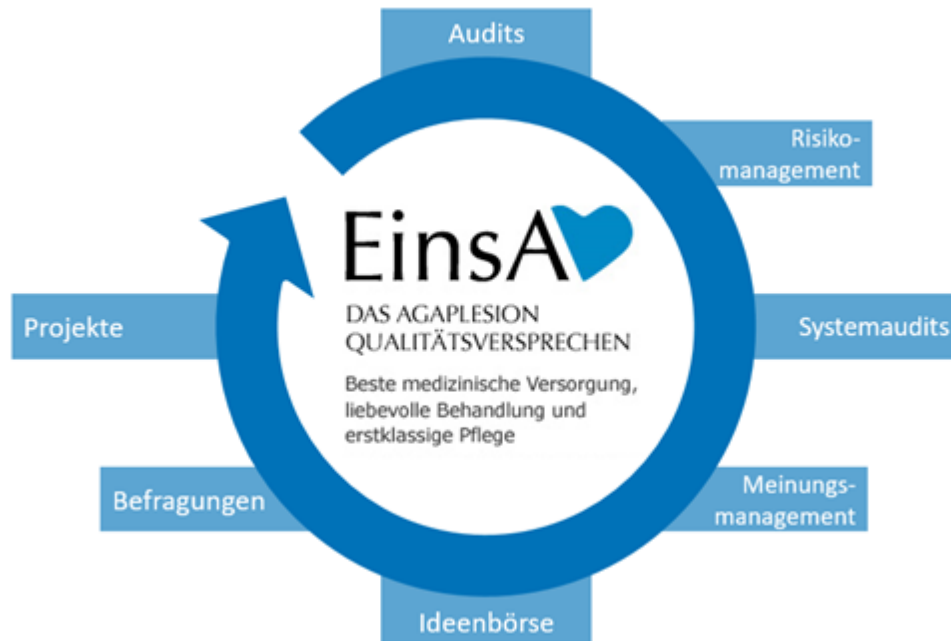 Audits
Risiko-
management
EinsA
DAS AGAPLESION
QUALITÄTSVERSPRECHEN
Beste medizinische Versorgung,
liebevolle Behandlung und
erstklassige Pflege
Projekte
Systemaudits
Befragungen
Meinungs-
management
Ideenbörse